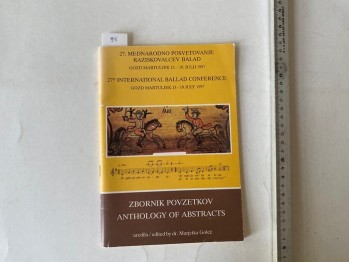 27. MEDNARODNO POSVETOVANJE
RAZISKOVALCEV BALAD
GOZD MARTULJEK 13. - 19. JULIJ 1997
27th INTERNATIONAL BALLAD CONFERENCE
GOZD MARTULJEK 13 - 19 JULY 1997
ZBORNIK POVZETKOV
ANTHOLOGY OF ABSTRACTS
uredila / edited by dr. Marjetka Golež